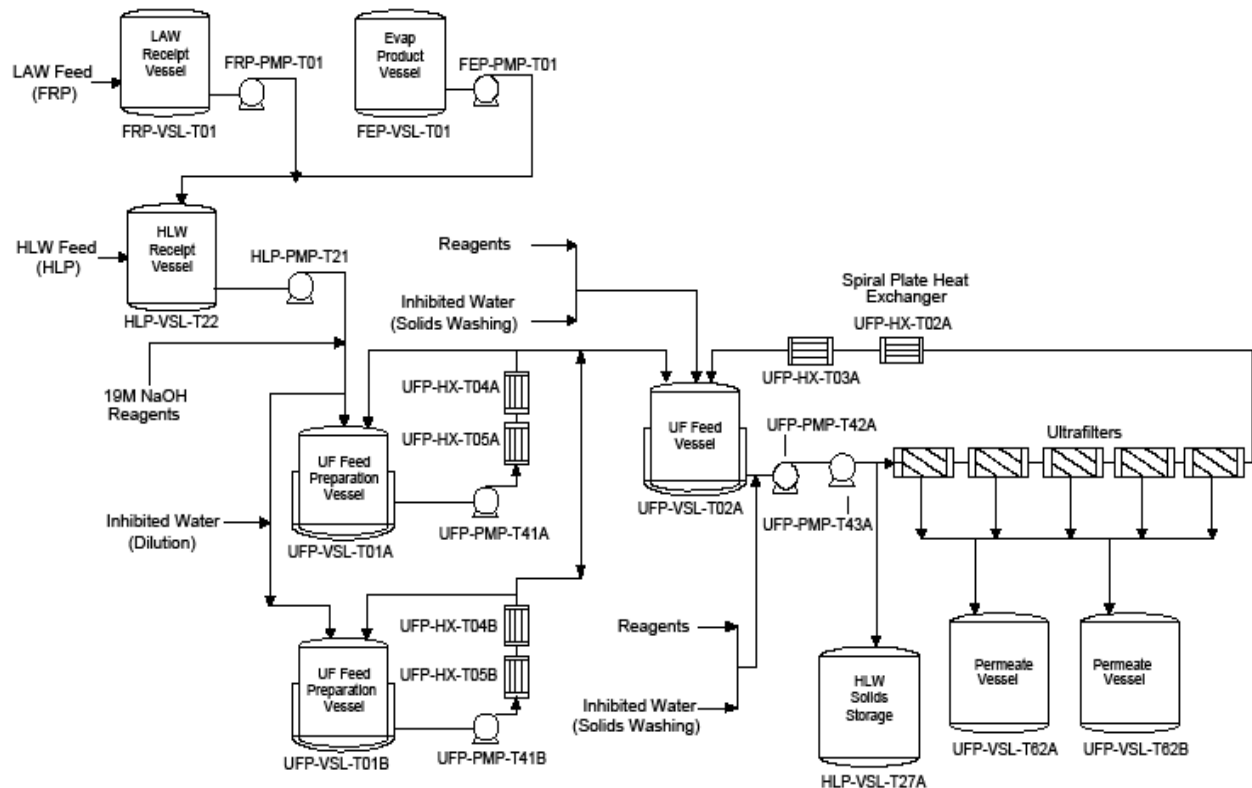 LAW
Receipt
Vessel
FRP-PMP-T01
LAW Feed
(FRP)
FRP-VSL-T01
Evap
Product
Vessel
FEP-PMP-T01
FEP-VSL-T01
HLW
Receipt
Vessel
HLP-PMP-T21
HLW Feed
(HLP)
HLP-VSL-T22
19M NaOH
Reagents
Reagents
Inhibited Water
(Solids Washing)
Spiral Plate Heat
Exchanger
UFP-HX-T02A
UFP-HX-T03A
UFP-HX-T04A
UFP-HX-T05A
UF Feed
Preparation
Vessel
UFP-PMP-T41A
UFP-VSL-T01A
UF Feed
Vessel
UFP-VSL-T02A
UFP-PMP-T42A
UFP-PMP-T43A
Ultrafilters
Inhibited Water
(Dilution)
UFP-HX-T04B
UFP-HX-T05B
UF Feed
Preparation
Vessel
UFP-PMP-T41B
UFP-VSL-T01B
Reagents
Inhibited Water
(Solids Washing)
HLW
Solids
Storage
HLP-VSL-T27A
Permeate
Vessel
UFP-VSL-T62A
Permeate
Vessel
UFP-VSL-T62B